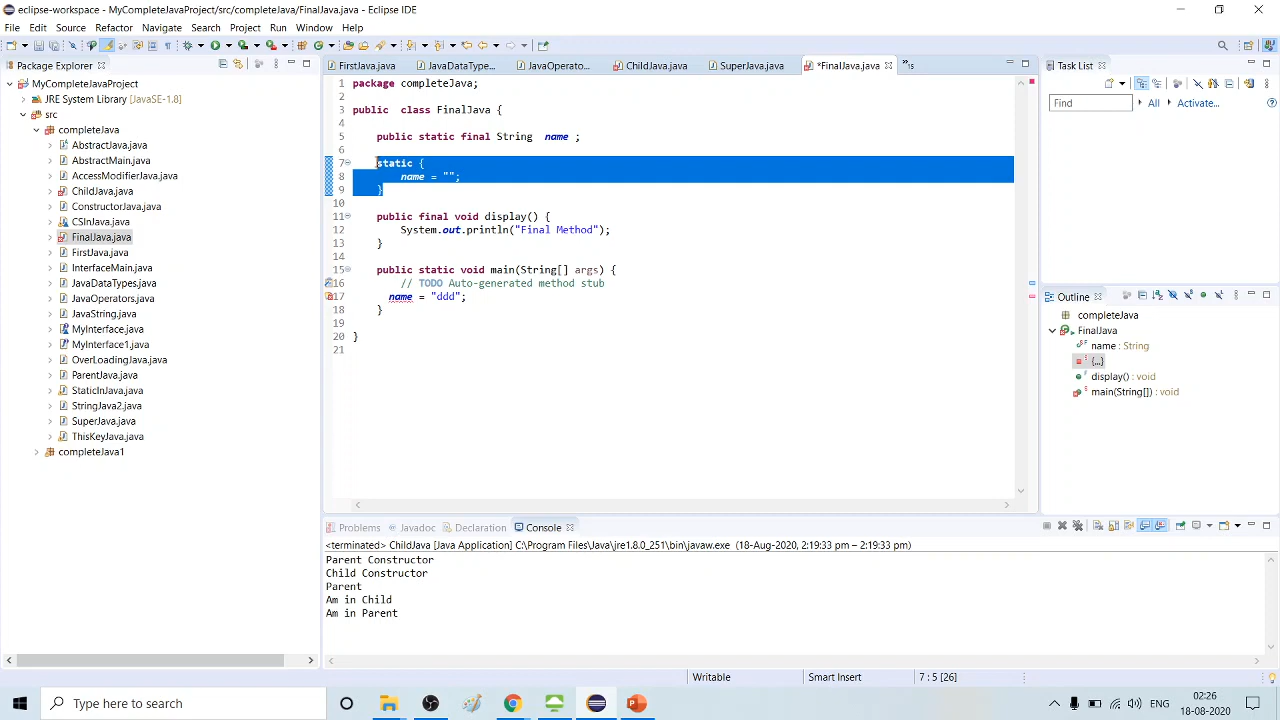 eclipse-workspace - MyCompleteJavaProject/src/completeJava/FinalJava.java - Eclipse IDE
File Edit Source Refactor Navigate Search Project Run Window Help
Package Explorer
FirstJava.java JavaDataType... JavaOperato... ChildJava.java SuperJava.java *FinalJava.java »15
Task List
MyCompleteJavaProject
JRE System Library [JavaSE-1.8]
src
completeJava
AbstractJava.java
AbstractMain.java
AccessModifierJava.java
ChildJava.java
ConstructorJava.java
CSInJava.java
FinalJava.java
FirstJava.java
InterfaceMain.java
JavaDataTypes.java
JavaOperators.java
JavaString.java
MyInterface.java
MyInterface1.java
OverLoadingJava.java
ParentJava.java
StaticInJava.java
StringJava2.java
SuperJava.java
ThisKeyJava.java
completeJava1
1 package completeJava;
2
3 public  class FinalJava {
4
5     public static final String  name ;
6
7     static {
8         name = "";
9     }
10
11     public final void display() {
12         System.out.println("Final Method");
13     }
14
15     public static void main(String[] args) {
16         // TODO Auto-generated method stub
17       name = "ddd";
18     }
19
20 }
21
Find All Activate...
Outline
completeJava
FinalJava
name : String
{...}
display() : void
main(String[]) : void
Problems Javadoc Declaration Console
<terminated> ChildJava [Java Application] C:\Program Files\Java\jre1.8.0_251\bin\javaw.exe (18-Aug-2020, 2:19:33 pm – 2:19:33 pm)
Parent Constructor
Child Constructor
Parent
Am in Child
Am in Parent
Writable Smart Insert 7 : 5 [26]
Type here to search
ENG
02:26
18-08-2020